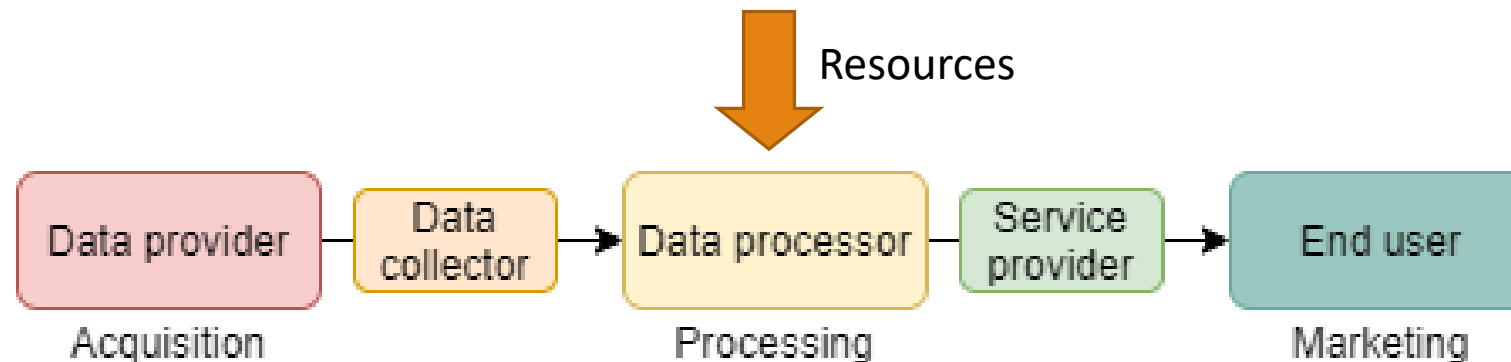 Resources
Data provider
Data
collector
Data processor
Service
provider
End user
Acquisition
Processing
Marketing